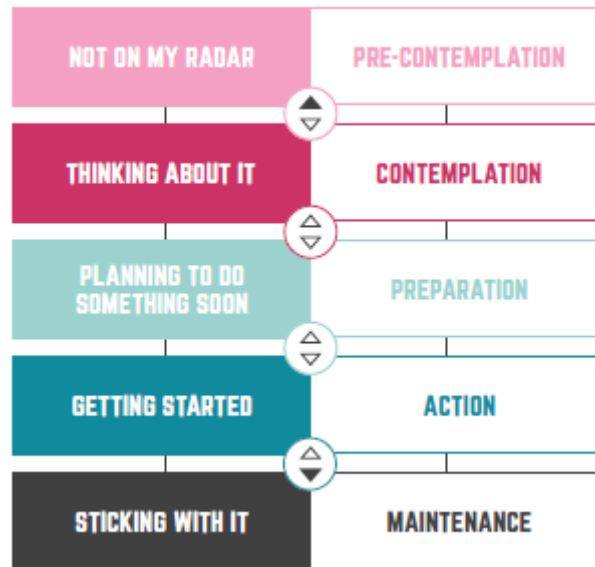 NOT ON MY RADAR
PRE-CONTEMPLATION
THINKING ABOUT IT
CONTEMPLATION
PLANNING TO DO
SOMETHING SOON
PREPARATION
GETTING STARTED
ACTION
STICKING WITH IT
MAINTENANCE